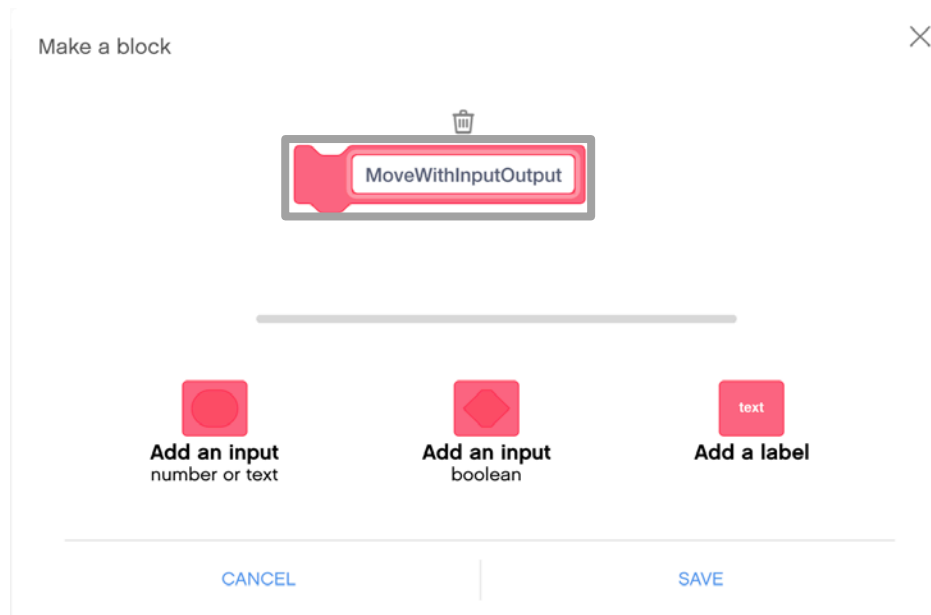 Make a block
MoveWithInputOutput
text
Add an input
number or text
Add an input
boolean
Add a label
CANCEL
SAVE